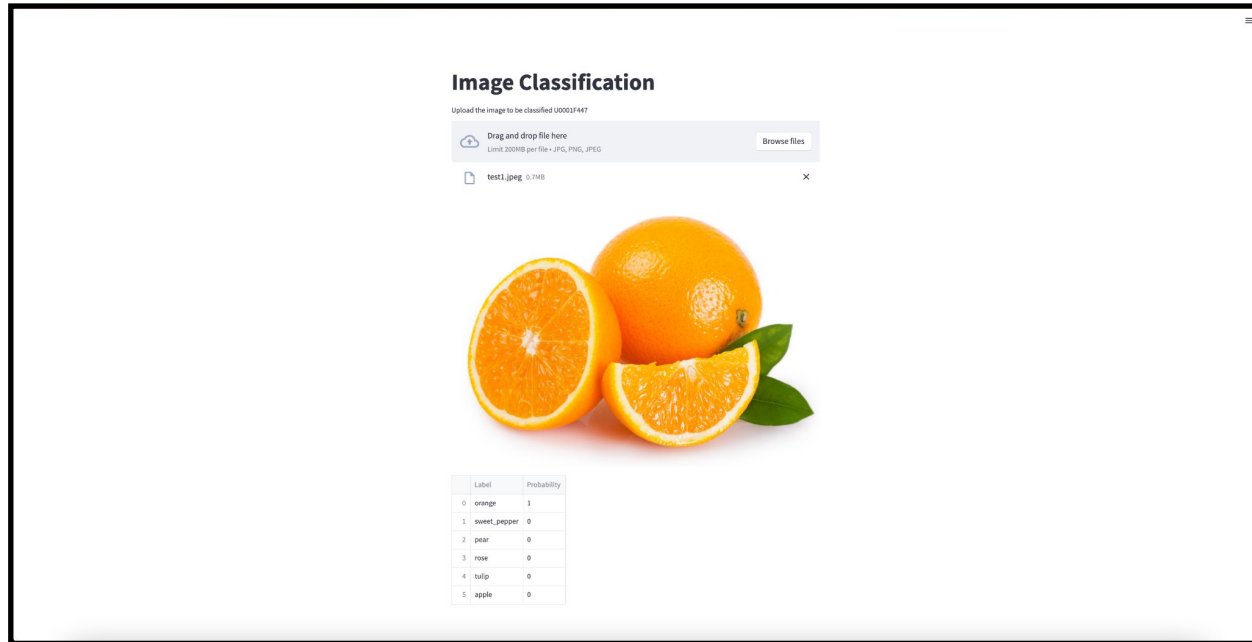 Image Classification
Upload the image to be classified U0001F447
Drag and drop file here
Limit 200MB per file • JPG, PNG, JPEG
Browse files
test1.jpeg 0.7MB
Label Probability
0 orange 1
1 sweet_pepper 0
2 pear 0
3 rose 0
4 tulip 0
5 apple 0